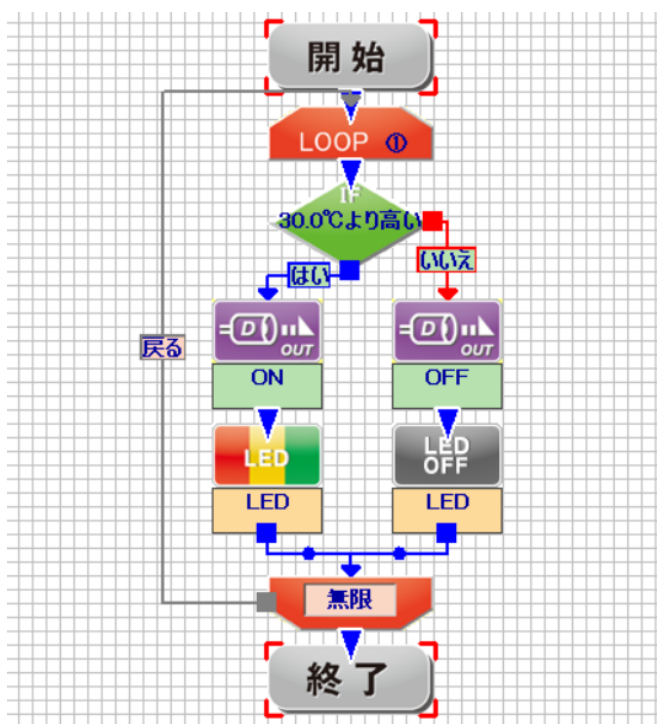 開始
LOOP ①
IF
30.0℃より高い
はい
いいえ
D OUT
D OUT
ON
OFF
戻る
LED
LED
OFF
LED
LED
無限
終了